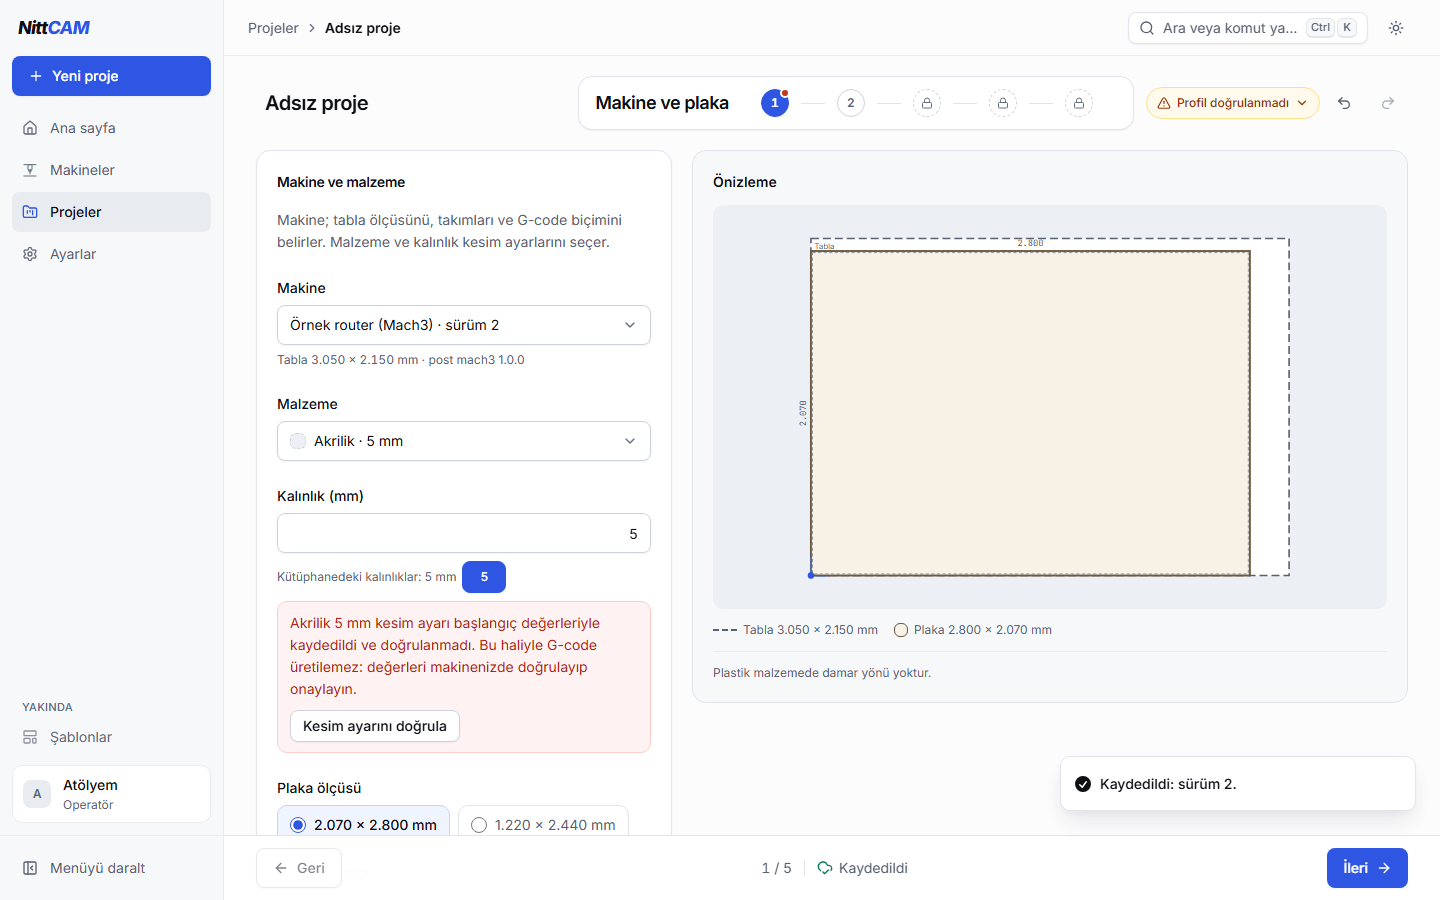 NittCAM
Yeni proje
Ana sayfa
Makineler
Projeler
Ayarlar
YAKINDA
Şablonlar
A
Atölyem
Operatör
Menüyü daralt
Projeler > Adsız proje
Ara veya komut ya... Ctrl K
Adsız proje
Makine ve plaka 1 2
Profil doğrulanmadı
Makine ve malzeme
Makine; tabla ölçüsünü, takımları ve G-code biçimini
belirler. Malzeme ve kalınlık kesim ayarlarını seçer.
Makine
Örnek router (Mach3) · sürüm 2
Tabla 3.050 × 2.150 mm · post mach3 1.0.0
Malzeme
Akrilik · 5 mm
Kalınlık (mm)
5
Kütüphanedeki kalınlıklar: 5 mm 5
Akrilik 5 mm kesim ayarı başlangıç değerleriyle
kaydedildi ve doğrulanmadı. Bu haliyle G-code
üretilemez: değerleri makinenizde doğrulayıp
onaylayın.
Kesim ayarını doğrula
Plaka ölçüsü
2.070 × 2.800 mm
1.220 × 2.440 mm
Önizleme
Tabla
2.800
2.070
Tabla 3.050 × 2.150 mm
Plaka 2.800 × 2.070 mm
Plastik malzemede damar yönü yoktur.
Kaydedildi: sürüm 2.
Geri
1 / 5
Kaydedildi
İleri